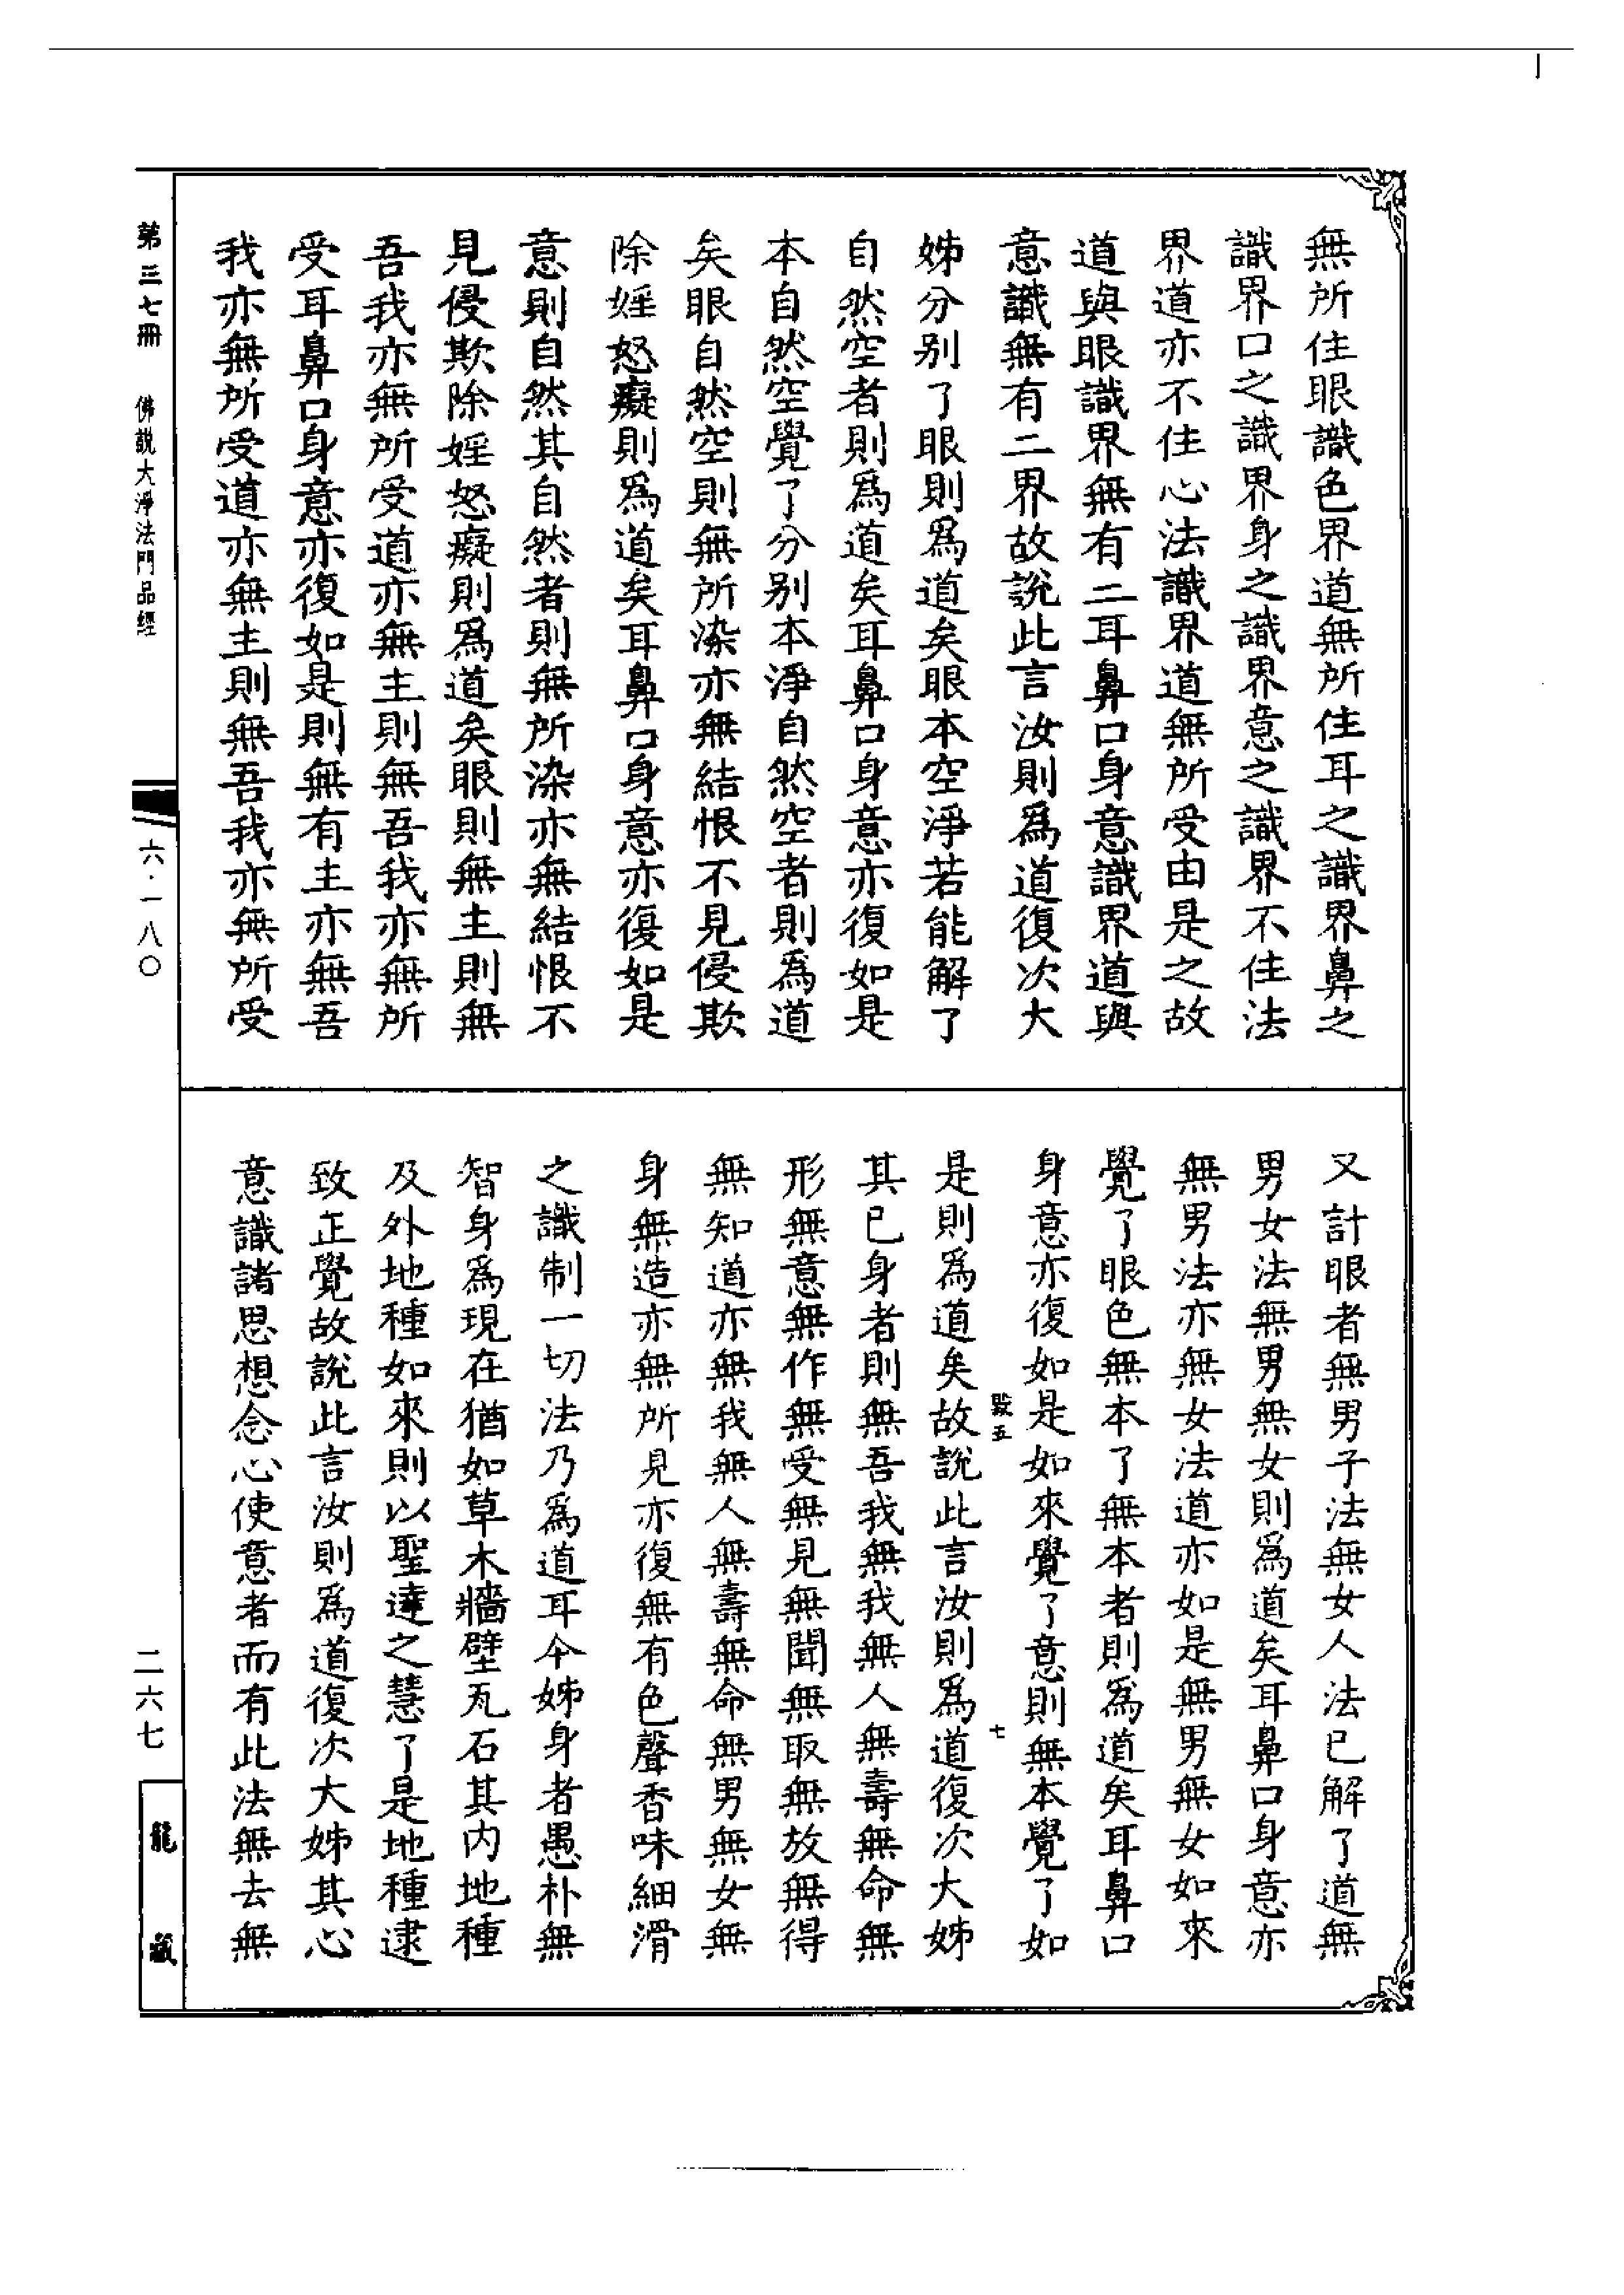 無所住眼識色界道無所住耳之識界鼻之
識界口之識界身之識界意之識界不住法
界道亦不住心法識界道無所受由是之故
道與眼識界無有二耳鼻口身意識界道與
意識無有二界故說此言汝則爲道復次大
姊分别了眼則爲道矣眼本空淨若能解了
自然空者則爲道矣耳鼻口身意亦復如是
本自然空覺了分别本淨自然空者則爲道
矣眼自然空則無所染亦無結恨不見侵欺
除婬怒癡則爲道矣耳鼻口身意亦復如是
意則自然其自然者則無所染亦無結恨不
見侵欺除婬怒癡則爲道矣眼則無主則無
吾我亦無所受道亦無主則無吾我亦無所
受耳鼻口身意亦復如是則無有主亦無吾
我亦無所受道亦無主則無吾我亦無所受
又計眼者無男子法無女人法已解了道無
男女法無男無女則爲道矣耳鼻口身意亦
無男法亦無女法道亦如是無男無女如來
覺了眼色無本了無本者則爲道矣耳鼻口
身意亦復如是如來覺了意則無本覺了如
毀五 七
是則爲道矣故說此言汝則爲道復次大姊
其已身者則無吾我無我無人無壽無命無
形無意無作無受無見無聞無取無放無得
無知道亦無我無人無壽無命無男無女無
身無造亦無所見亦復無有色聲香味細滑
之識制一切法乃爲道耳今姊身者愚朴無
智身爲現在猶如草木牆壁瓦石其内地種
及外地種如來則以聖達之慧了是地種逮
致正覺故說此言汝則爲道復次大姊其心
意識諸思想念心使意者而有此法無去無
第三七冊 佛說大淨法門品經
六·一八〇
二六七
龍藏